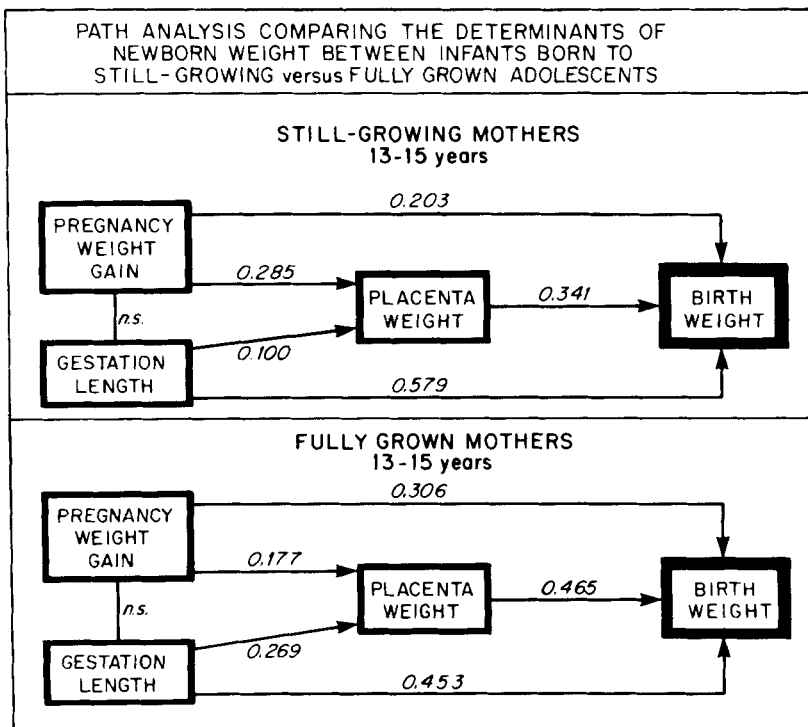 PATH ANALYSIS COMPARING THE DETERMINANTS OF
NEWBORN WEIGHT BETWEEN INFANTS BORN TO
STILL-GROWING versus FULLY GROWN ADOLESCENTS
STILL-GROWING MOTHERS
13-15 years
0.203
PREGNANCY
WEIGHT
GAIN
0.285
PLACENTA
WEIGHT
0.341
BIRTH
WEIGHT
n.s.
0.100
GESTATION
LENGTH
0.579
FULLY GROWN MOTHERS
13-15 years
0.306
PREGNANCY
WEIGHT
GAIN
0.177
PLACENTA
WEIGHT
0.465
BIRTH
WEIGHT
n.s.
0.269
GESTATION
LENGTH
0.453